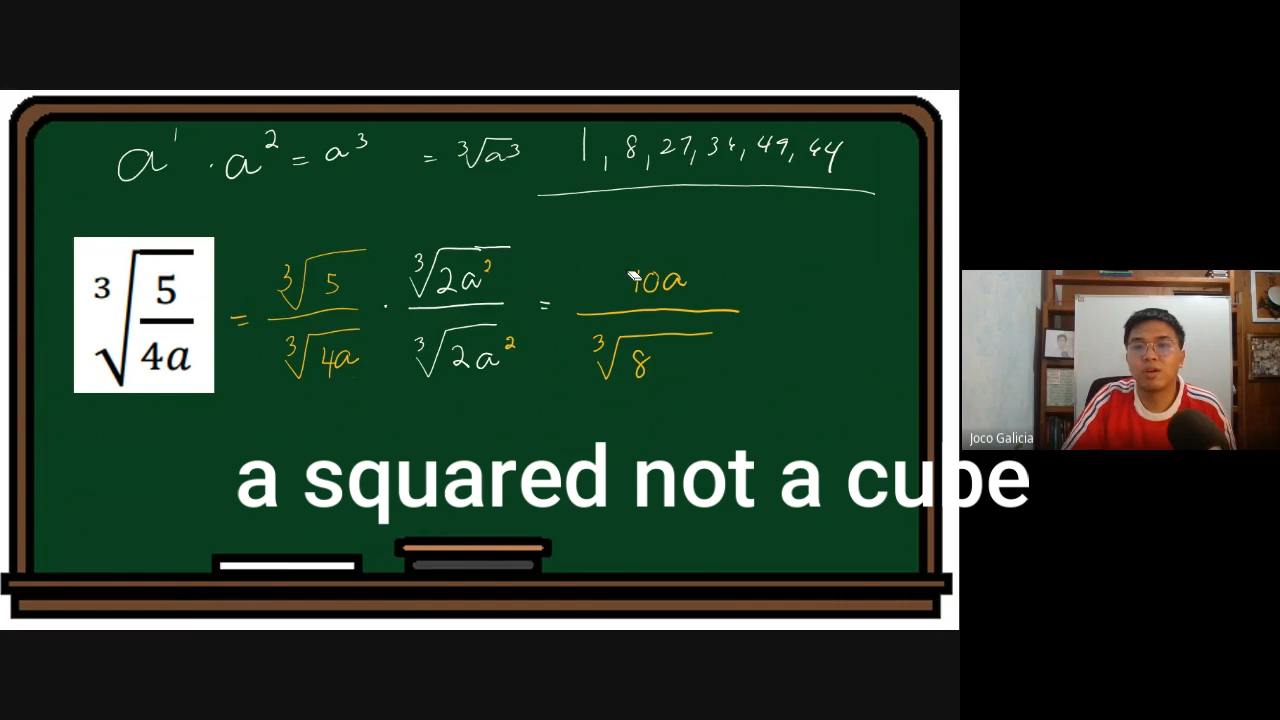 a¹ · a² = a³ = ∛a³ 1, 8, 27, 34, 49, 64
∛(5/4a) = ∛5/∛4a · ∛2a²/∛2a² = 10a/∛8
Joco Galicia
a squared not a cube